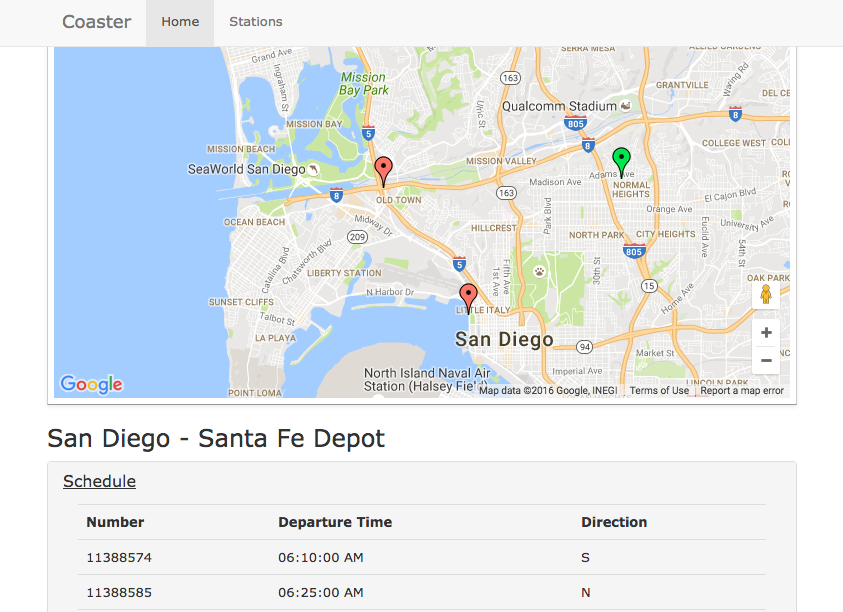 Coaster Home Stations
SERRA MESA
Grand Ave
Ingraham St
Mission
Bay Park
163
GRANTVILLE
Waring Rd
Ulric St
Qualcomm Stadium
805
8
MISSION BAY
5
8
COLLEGE WEST
MISSION BEACH
SeaWorld San Diego
MISSION VALLEY
Adams Ave
Madison Ave
NORMAL
HEIGHTS
El Cajon Blvd
8
OLD TOWN
163
Park Blvd
Orange Ave
OCEAN BEACH
Midway Dr
University Ave
209
HILLCREST
NORTH PARK
CITY HEIGHTS
Euclid Ave
54th St
Catalina Blvd
Chatsworth Blvd
5
1st Ave
Fifth Ave
30th St
805
LIBERTY STATION
OAK PARK
N Harbor Dr
15
Home Ave
SUNSET CLIFFS
LITTLE ITALY
Talbot St
LA PLAYA
San Diego
94
Market St
North Island Naval Air
Station (Halsey Field)
Imperial Ave
LINCOLN PARK
Google
POINT LOMA
Map data ©2016 Google, INEGI Terms of Use Report a map error
San Diego - Santa Fe Depot
Schedule
Number Departure Time Direction
11388574 06:10:00 AM S
11388585 06:25:00 AM N